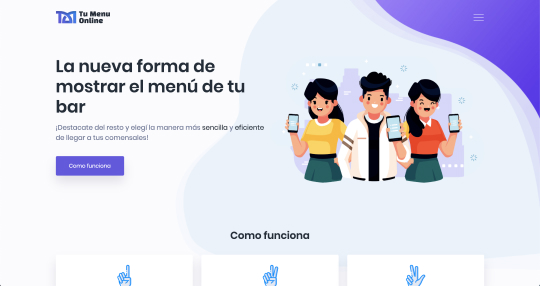 Tu Menu
Online
La nueva forma de
mostrar el menú de tu
bar
¡Destacate del resto y elegí la manera más sencilla y eficiente
de llegar a tus comensales!
Como funciona
Como funciona